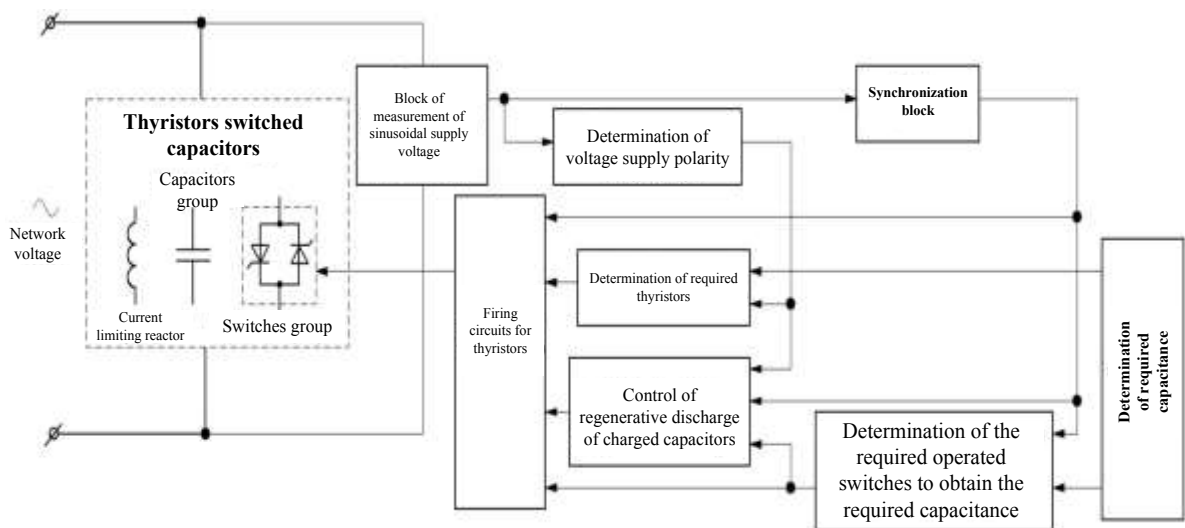 Thyristors switched
capacitors
Capacitors
group
Network
voltage
Current
limiting reactor
Switches group
Block of
measurement of
sinusoidal supply
voltage
Determination of
voltage supply polarity
Synchronization
block
Firing
circuits for
thyristors
Determination of required
thyristors
Control of
regenerative discharge
of charged capacitors
Determination of the
required operated
switches to obtain the
required capacitance
Determination
of required
capacitance